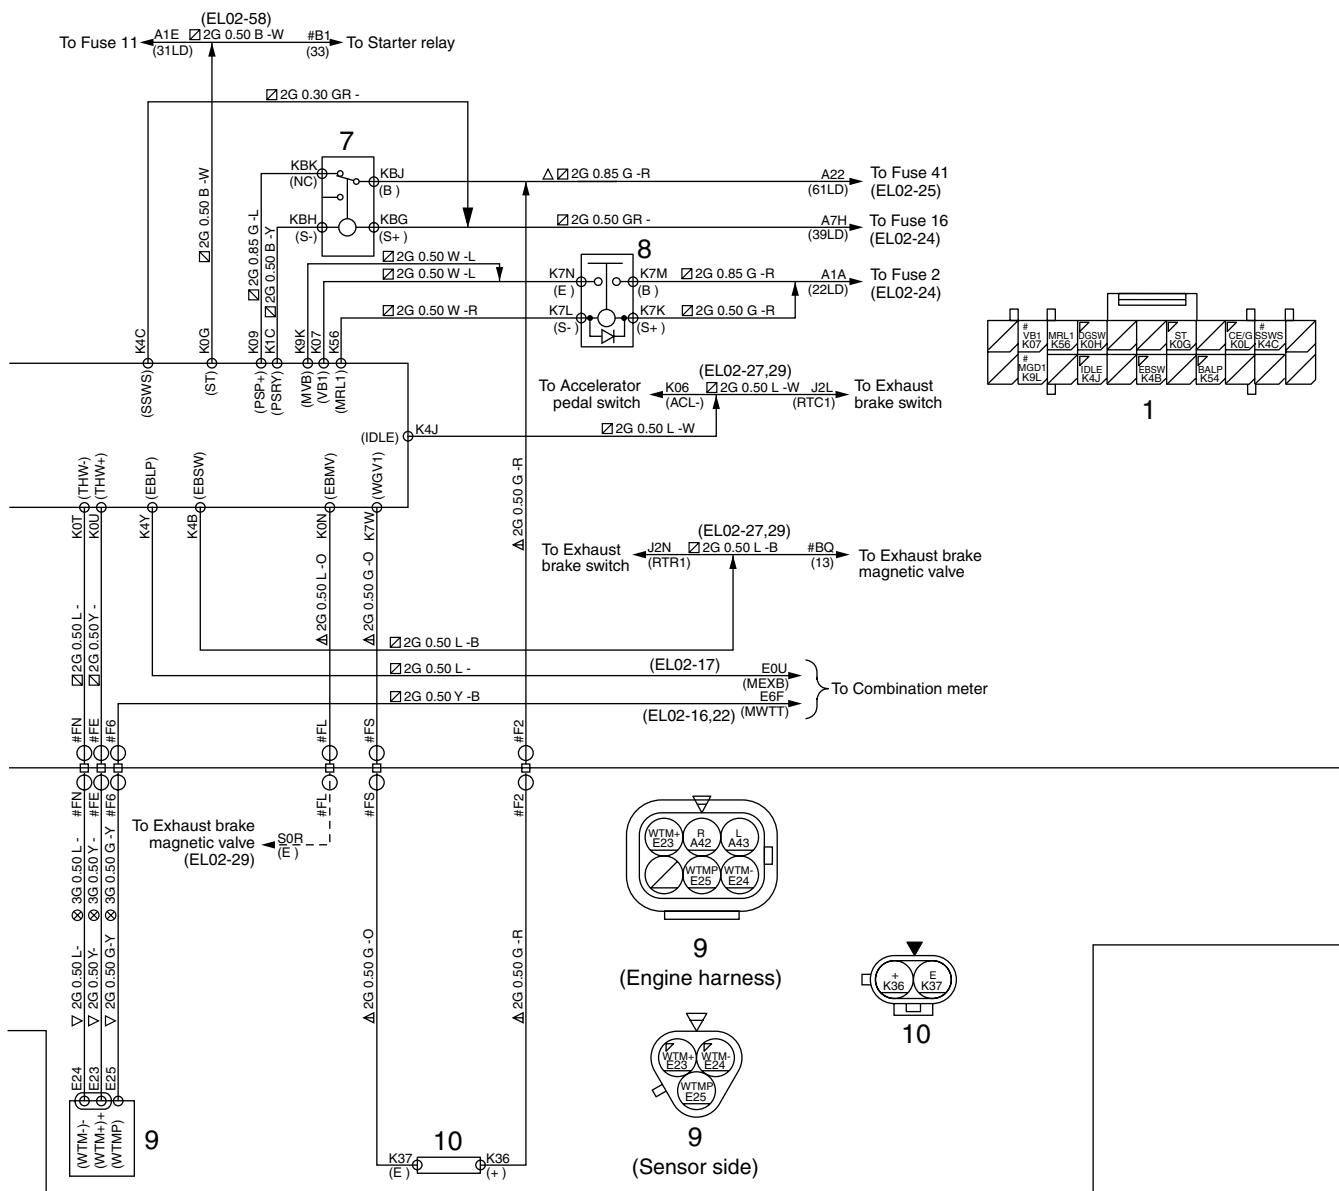 (EL02-58)
To Fuse 11 A1E 2G 0.50 B -W #B1 To Starter relay
(31LD) (33)
2G 0.30 GR -
7
KBK KBJ
(NC) (B )
2G 0.85 G -R A22 To Fuse 41
(61LD) (EL02-25)
KBH KBG
(S-) (S+)
2G 0.50 GR - A7H To Fuse 16
(39LD) (EL02-24)
2G 0.50 B -W
2G 0.85 G -L
2G 0.50 B -Y
2G 0.50 W -L
2G 0.50 W -L
8
K7N K7M
(E ) (B )
2G 0.85 G -R A1A To Fuse 2
(22LD) (EL02-24)
2G 0.50 W -R
K7L K7K
(S-) (S+)
2G 0.50 G -R
K4C K0G K09 K1C K9K K07 K56
(SSWS) (ST) (PSP+) (PSRY) (MVB) (VB1) (MRL1)
# VB1 K07
MRL1 K56
DGSW K0H
ST K0G
CE/G K0L
# SSWS K4C
# MGD1 K9L
IDLE K4J
EBSW K4B
BALP K54
1
(EL02-27,29)
To Accelerator pedal switch K06 2G 0.50 L -W J2L To Exhaust brake switch
(ACL-) (RTC1)
(IDLE) K4J 2G 0.50 L -W
(THW-) (THW+) (EBLP) (EBSW) (EBMV) (WGV1)
K0T K0U K4Y K4B K0N K7W
2G 0.50 G -R
(EL02-27,29)
To Exhaust brake switch J2N 2G 0.50 L -B #BQ To Exhaust brake magnetic valve
(RTR1) (13)
2G 0.50 L -
2G 0.50 Y -
2G 0.50 L -O
2G 0.50 G -O
2G 0.50 L -B
2G 0.50 L - (EL02-17) E0U
(MEXB)
To Combination meter
2G 0.50 Y -B E6F
(EL02-16,22) (MWTT)
#FN #FE #F6 #FL #FS #F2
#FN #FE #F6 #FL #FS #F2
To Exhaust brake magnetic valve (EL02-29) S0R
(E )
3G 0.50 L -
3G 0.50 Y -
3G 0.50 G -Y
2G 0.50 L-
2G 0.50 Y-
2G 0.50 G-Y
2G 0.50 G -O
2G 0.50 G -R
WTM+ E23
R A42
L A43
WTMP E25
WTM- E24
9
(Engine harness)
+ K36
E K37
10
WTM+ E23
WTM- E24
WTMP E25
9
(Sensor side)
E24 E23 E25
(WTM-)- (WTM+)+ (WTMP)
9
K37 10 K36
(E ) (+ )